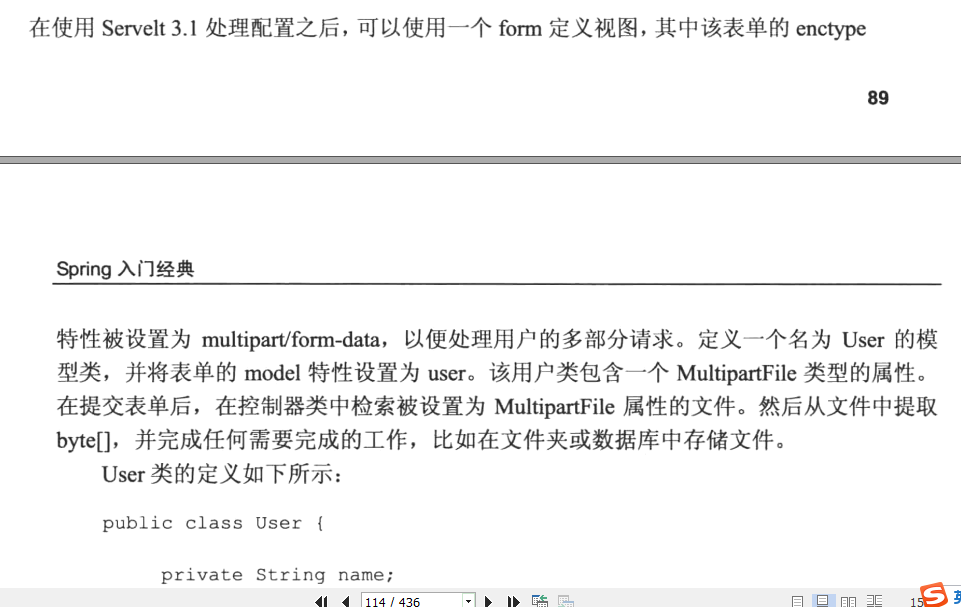 在使用 Servelt 3.1 处理配置之后，可以使用一个 form 定义视图，其中该表单的 enctype
89
Spring 入门经典
特性被设置为 multipart/form-data，以便处理用户的多部分请求。定义一个名为 User 的模
型类，并将表单的 model 特性设置为 user。该用户类包含一个 MultipartFile 类型的属性。
在提交表单后，在控制器类中检索被设置为 MultipartFile 属性的文件。然后从文件中提取
byte[]，并完成任何需要完成的工作，比如在文件夹或数据库中存储文件。
User 类的定义如下所示：
public class User {
private String name;
114 / 436
15
S
英